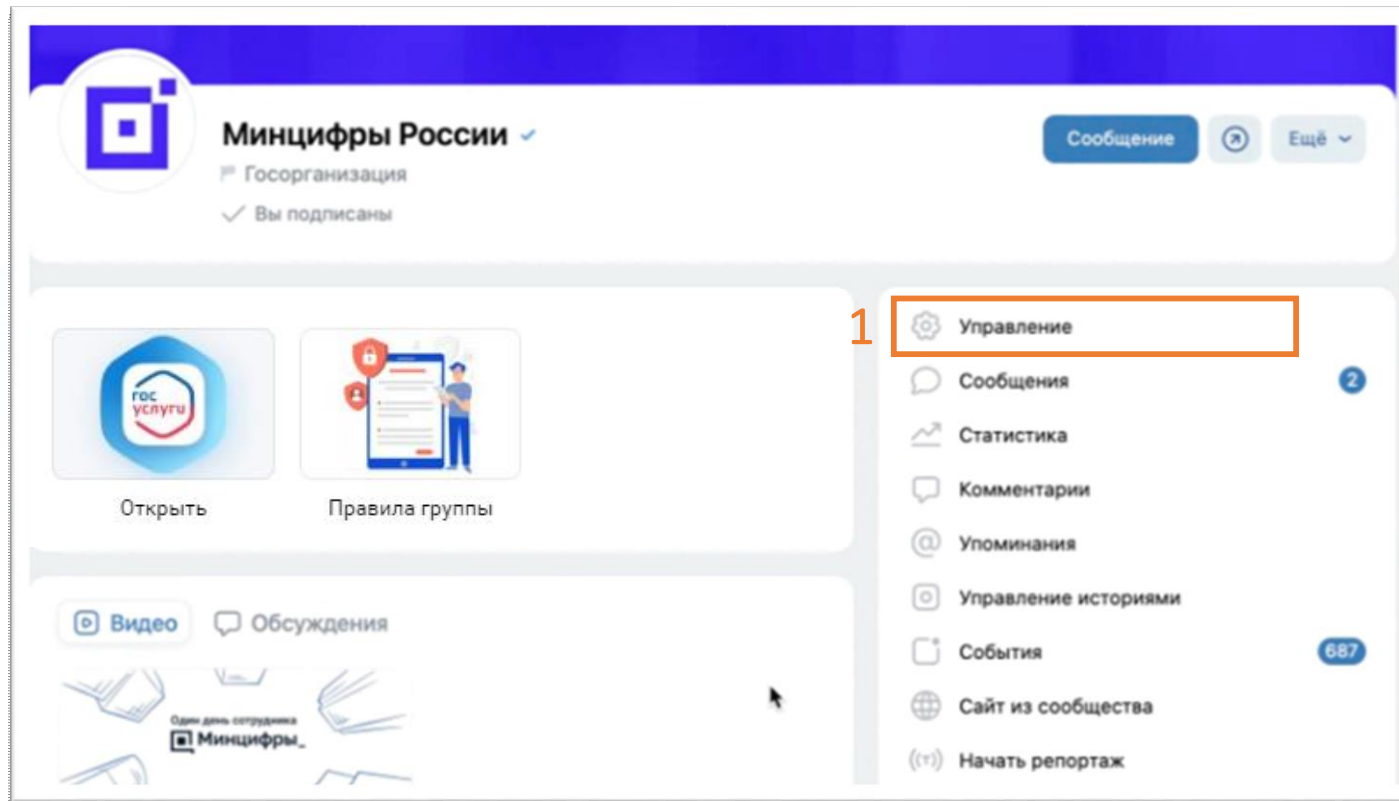 Минцифры России
Госорганизация
Вы подписаны
Сообщение
Ещё
гос
услуги
Открыть
Правила группы
Видео
Обсуждения
Один день сотрудника
Минцифры_
1
Управление
Сообщения
2
Статистика
Комментарии
Упоминания
Управление историями
События
687
Сайт из сообщества
Начать репортаж